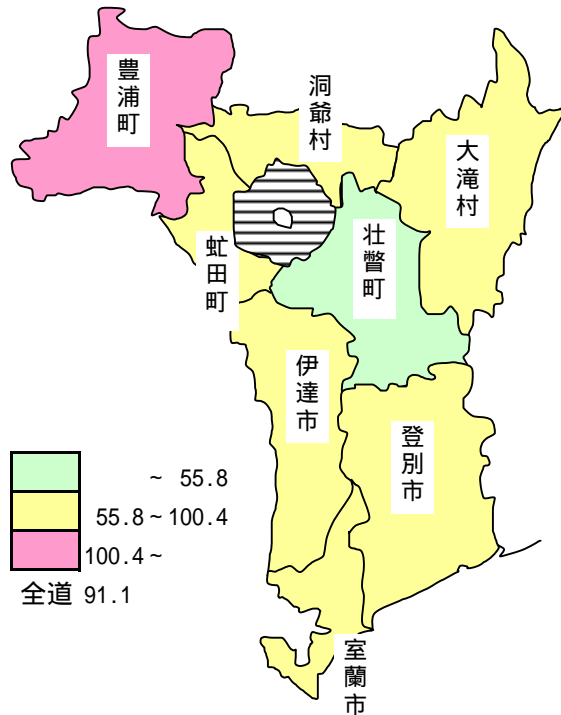 豊浦町
洞爺村
大滝村
虻田町
壮瞥町
伊達市
登別市
~ 55.8
55.8~100.4
100.4~
全道 91.1
室蘭市